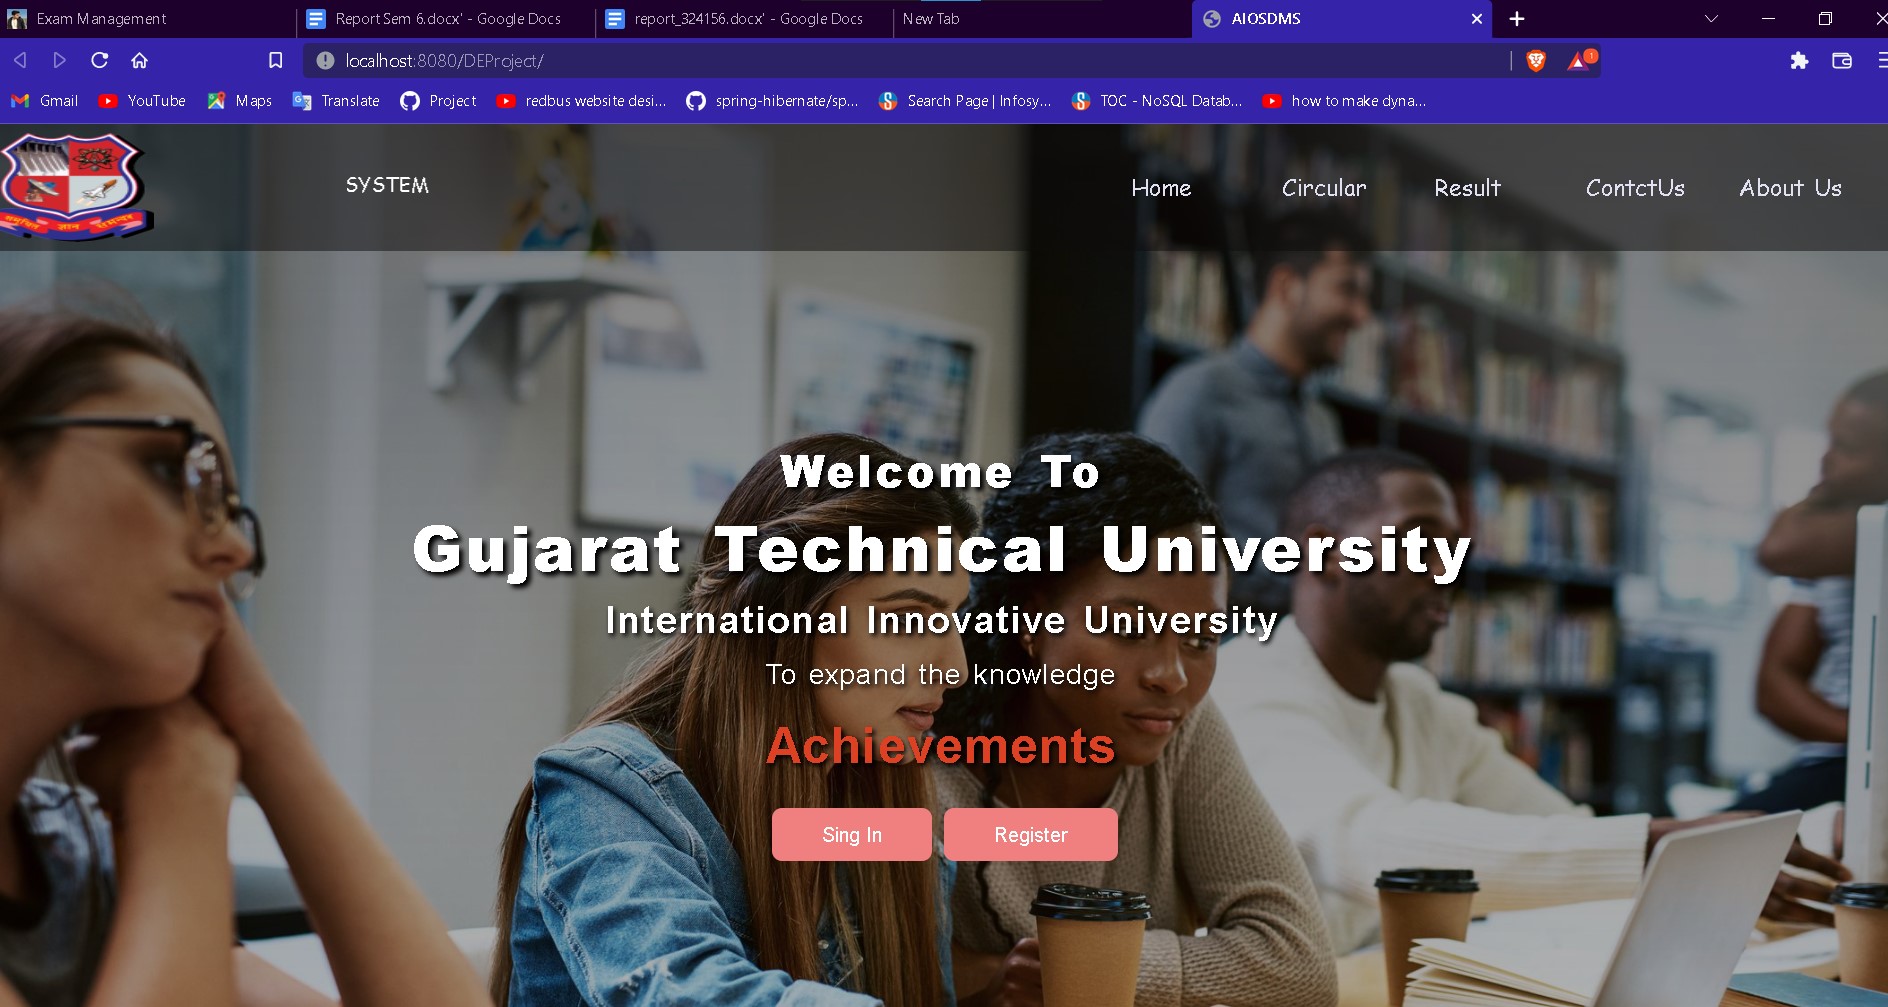 Exam Management
Report Sem 6.docx' - Google Docs
report_324156.docx' - Google Docs
New Tab
AIOSDMS
localhost:8080/DEProject/
1
Gmail
YouTube
Maps
Translate
Project
redbus website desi...
spring-hibernate/sp...
Search Page | Infosy...
TOC - NoSQL Datab...
how to make dyna...
SYSTEM
Home
Circular
Result
ContctUs
About Us
Welcome To
Gujarat Technical University
International Innovative University
To expand the knowledge
Achievements
Sing In
Register